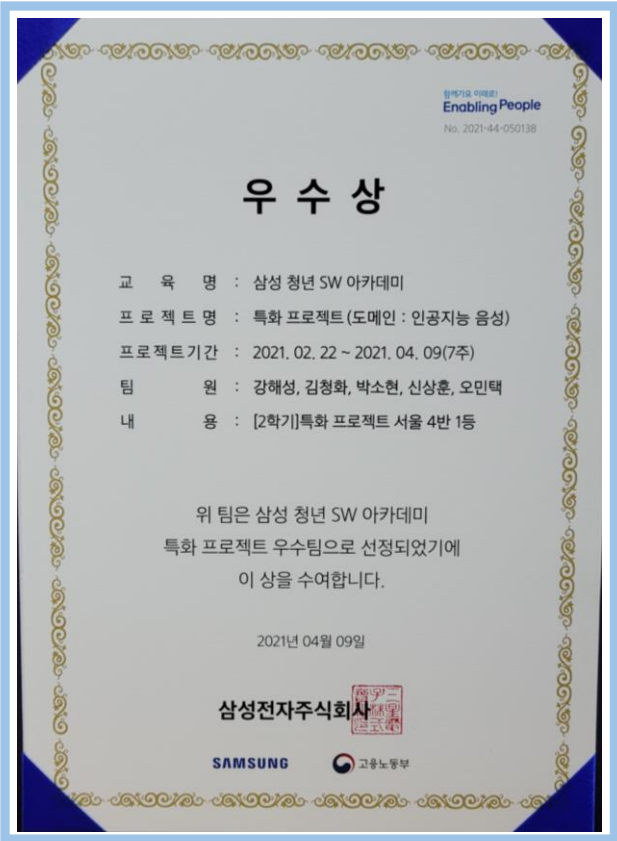 함께가요 미래로!
Enabling People
No. 2021-44-050138
우 수 상
교 육 명 : 삼성 청년 SW 아카데미
프 로 젝 트 명 : 특화 프로젝트 (도메인 : 인공지능 음성)
프로젝트기간 : 2021. 02. 22 ~ 2021. 04. 09(7주)
팀 원 : 강해성, 김청화, 박소현, 신상훈, 오민택
내 용 : [2학기]특화 프로젝트 서울 4반 1등
위 팀은 삼성 청년 SW 아카데미
특화 프로젝트 우수팀으로 선정되었기에
이 상을 수여합니다.
2021년 04월 09일
삼성전자주식회사
SAMSUNG 고용노동부